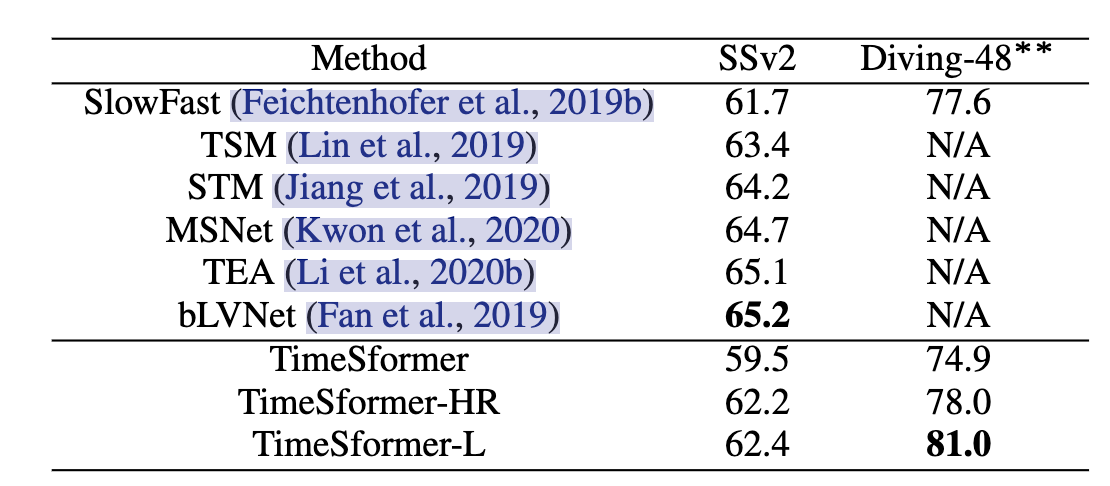 Method SSv2 Diving-48**
SlowFast (Feichtenhofer et al., 2019b) 61.7 77.6
TSM (Lin et al., 2019) 63.4 N/A
STM (Jiang et al., 2019) 64.2 N/A
MSNet (Kwon et al., 2020) 64.7 N/A
TEA (Li et al., 2020b) 65.1 N/A
bLVNet (Fan et al., 2019) 65.2 N/A
TimeSformer 59.5 74.9
TimeSformer-HR 62.2 78.0
TimeSformer-L 62.4 81.0